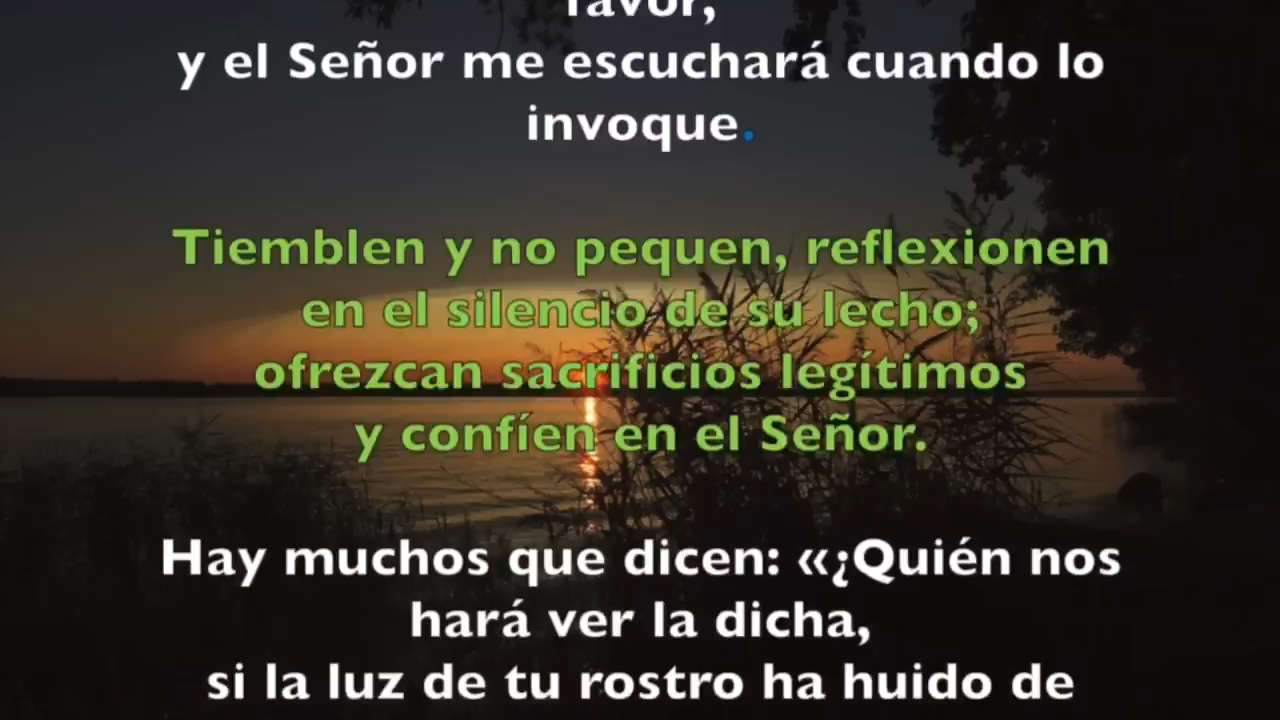 favor,
y el Señor me escuchará cuando lo
invoque.
Tiemblen y no pequen, reflexionen
en el silencio de su lecho;
ofrezcan sacrificios legítimos
y confíen en el Señor.
Hay muchos que dicen: «¿Quién nos
hará ver la dicha,
si la luz de tu rostro ha huido de